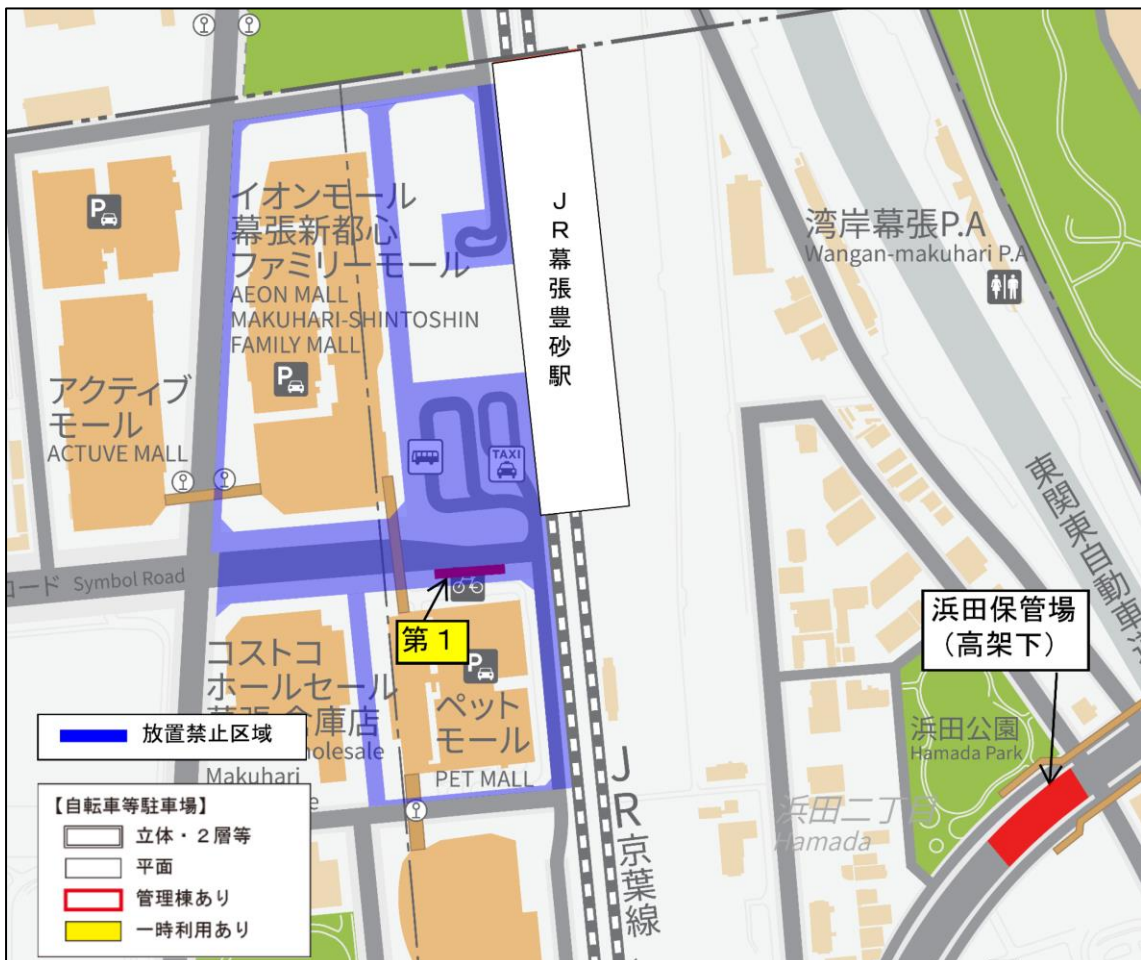 イオンモール
幕張新都心
ファミリーモール
AEON MALL
MAKUHARI-SHINTOSHIN
FAMILY MALL
P
JR幕張豊砂駅
湾岸幕張P.A
Wangan-makuhari P.A
P
アクティブ
モール
ACTUVE MALL
TAXI
東関東自動車
ロード Symbol Road
第１
浜田保管場
（高架下）
コストコ
ホールセール
倉庫店
olesale
Makuhari
P
ペット
モール
PET MALL
浜田公園
Hamada Park
JR京葉線
浜田二丁目
Hamada
放置禁止区域
【自転車等駐車場】
立体・２層等
平面
管理棟あり
一時利用あり